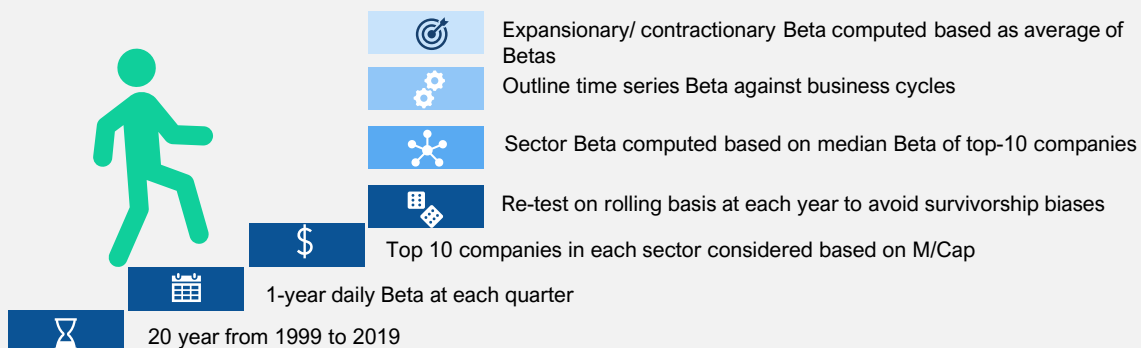 Expansionary/ contractionary Beta computed based as average of
Betas
Outline time series Beta against business cycles
Sector Beta computed based on median Beta of top-10 companies
Re-test on rolling basis at each year to avoid survivorship biases
$
Top 10 companies in each sector considered based on M/Cap
1-year daily Beta at each quarter
20 year from 1999 to 2019